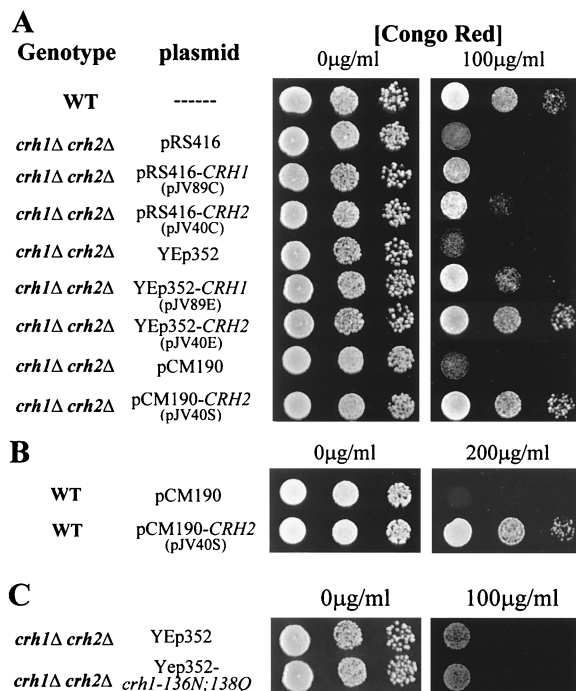 A
[Congo Red]
Genotype plasmid 0µg/ml 100µg/ml
WT ------
crh1Δ crh2Δ pRS416
crh1Δ crh2Δ pRS416-CRH1
(pJV89C)
crh1Δ crh2Δ pRS416-CRH2
(pJV40C)
crh1Δ crh2Δ YEp352
crh1Δ crh2Δ YEp352-CRH1
(pJV89E)
crh1Δ crh2Δ YEp352-CRH2
(pJV40E)
crh1Δ crh2Δ pCM190
crh1Δ crh2Δ pCM190-CRH2
(pJV40S)
B
0µg/ml 200µg/ml
WT pCM190
WT pCM190-CRH2
(pJV40S)
C
0µg/ml 100µg/ml
crh1Δ crh2Δ YEp352
crh1Δ crh2Δ Yep352-
crh1-136N;138Q